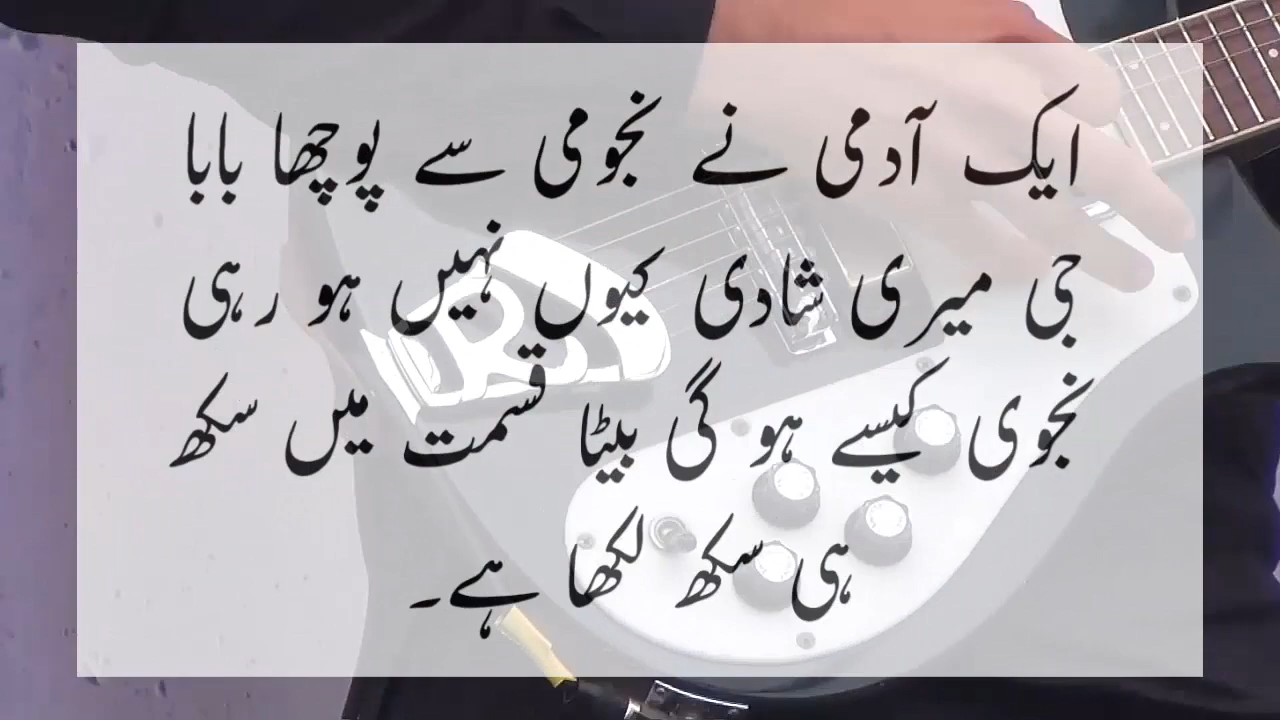 ایک آدمی نے نجومی سے پوچھا بابا
جی میری شادی کیوں نہیں ہو رہی
نجوی کیسے ہو گی بیٹا قسمت میں سکھ
ہی سکھ لکھا ہے۔